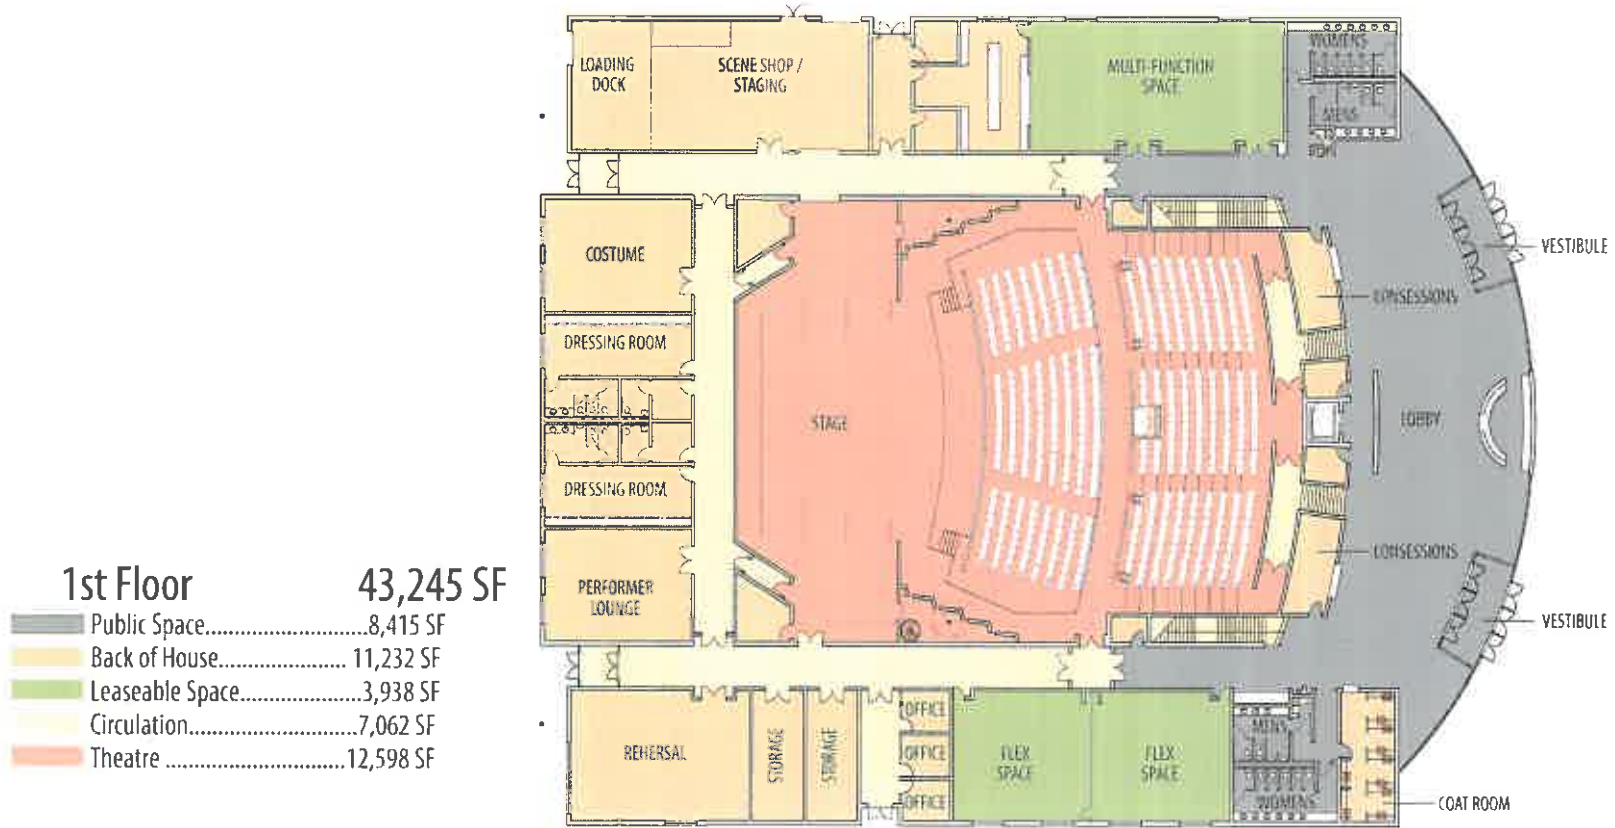 WOMENS
LOADING
DOCK
SCENE SHOP /
STAGING
MULTI-FUNCTION
SPACE
MENS
COSTUME
VESTIBULE
CONSESSIONS
DRESSING ROOM
STAGE
LOBBY
DRESSING ROOM
CONSESSIONS
PERFORMER
LOUNGE
VESTIBULE
1st Floor 43,245 SF
Public Space............................8,415 SF
Back of House...................... 11,232 SF
Leaseable Space.....................3,938 SF
Circulation.............................7,062 SF
Theatre ...............................12,598 SF
OFFICE
MENS
REHERSAL
STORAGE
STORAGE
OFFICE
FLEX
SPACE
FLEX
SPACE
OFFICE
WOMENS
COAT ROOM